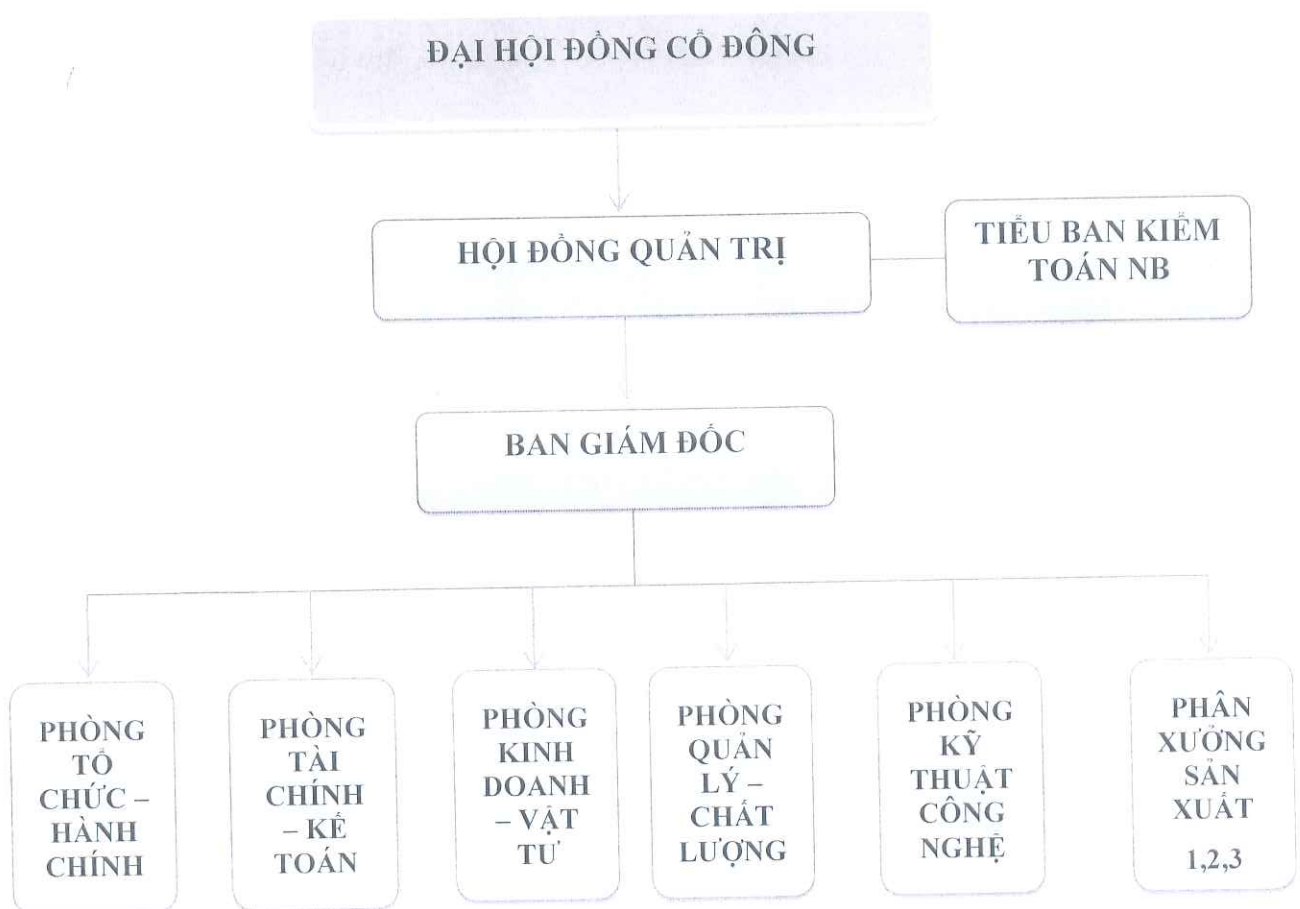 ĐẠI HỘI ĐỒNG CỔ ĐÔNG
HỘI ĐỒNG QUẢN TRỊ
TIỂU BAN KIỂM
TOÁN NB
BAN GIÁM ĐỐC
PHÒNG
TỔ
CHỨC –
HÀNH
CHÍNH
PHÒNG
TÀI
CHÍNH
– KẾ
TOÁN
PHÒNG
KINH
DOANH
– VẬT
TƯ
PHÒNG
QUẢN
LÝ –
CHẤT
LƯỢNG
PHÒNG
KỸ
THUẬT
CÔNG
NGHỆ
PHÂN
XƯỞNG
SẢN
XUẤT
1,2,3